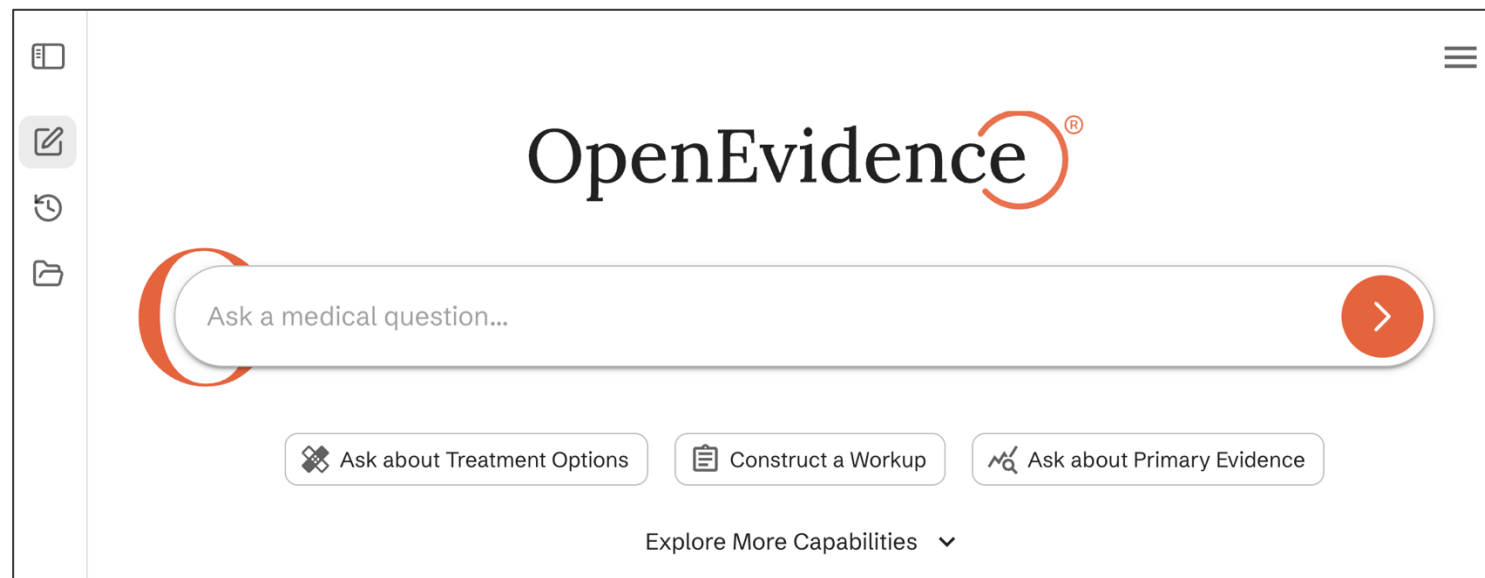 OpenEvidence®
Ask a medical question...
Ask about Treatment Options
Construct a Workup
Ask about Primary Evidence
Explore More Capabilities